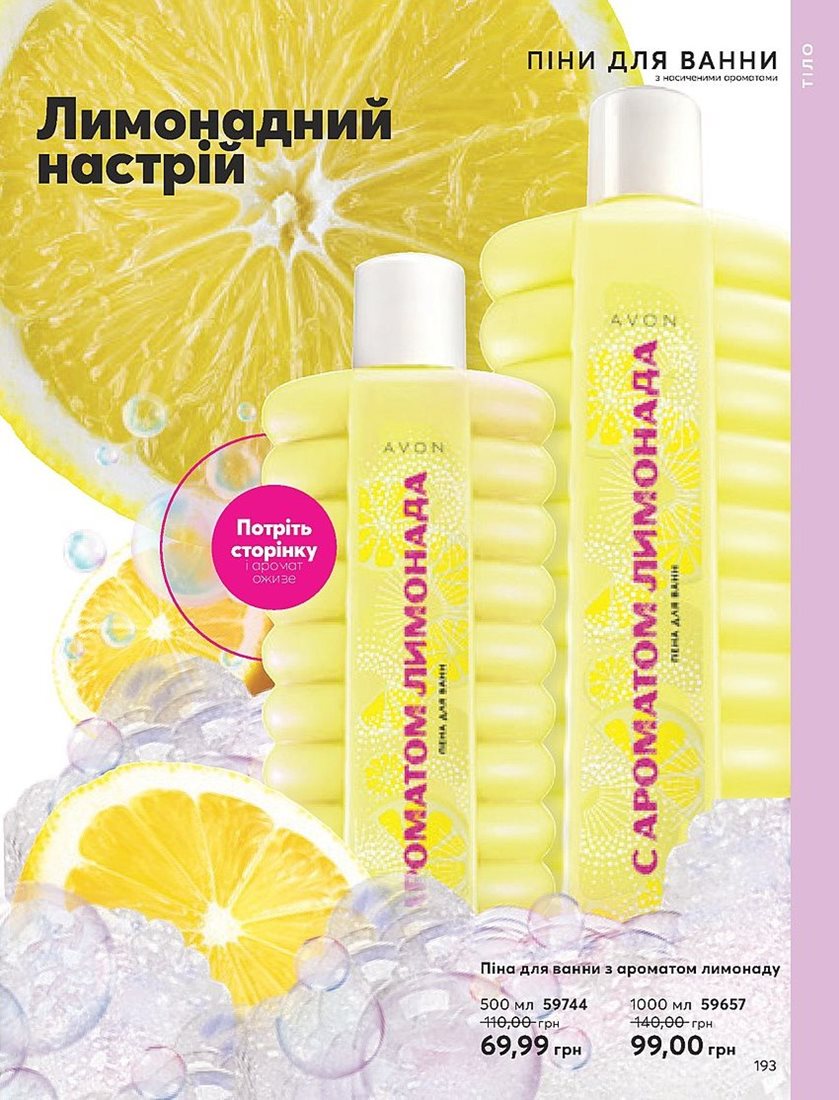 ПІНИ ДЛЯ ВАННИ
з насиченими ароматами
ТІЛО
Лимонадний
настрій
AVON
С АРОМАТОМ ЛИМОНАДА
ПЕНА ДЛЯ ВАНН
AVON
АРОМАТОМ ЛИМОНАДА
ПЕНА ДЛЯ ВАНН
Потріть
сторінку
і аромат
оживе
Піна для ванни з ароматом лимонаду
500 мл 59744
110,00 грн
69,99 грн
1000 мл 59657
140,00 грн
99,00 грн
193